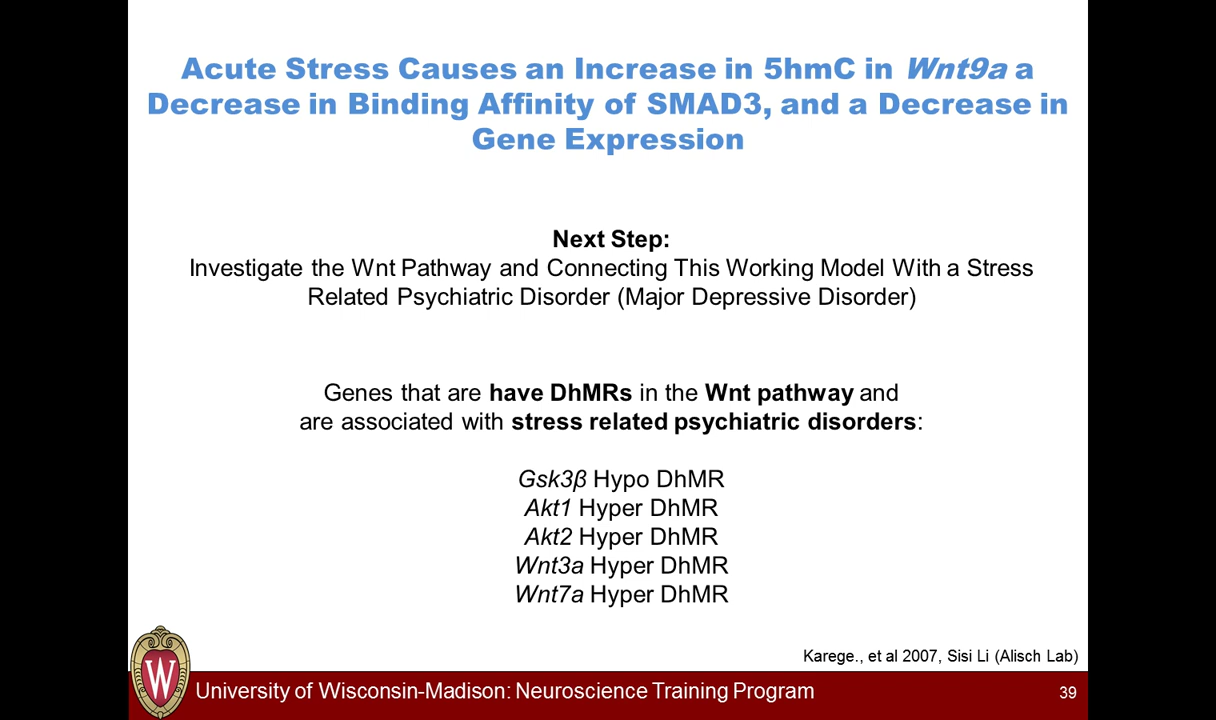 Acute Stress Causes an Increase in 5hmC in Wnt9a a
Decrease in Binding Affinity of SMAD3, and a Decrease in
Gene Expression
Next Step:
Investigate the Wnt Pathway and Connecting This Working Model With a Stress
Related Psychiatric Disorder (Major Depressive Disorder)
Genes that are have DhMRs in the Wnt pathway and
are associated with stress related psychiatric disorders:
Gsk3β Hypo DhMR
Akt1 Hyper DhMR
Akt2 Hyper DhMR
Wnt3a Hyper DhMR
Wnt7a Hyper DhMR
Karege., et al 2007, Sisi Li (Alisch Lab)
W
University of Wisconsin-Madison: Neuroscience Training Program
39